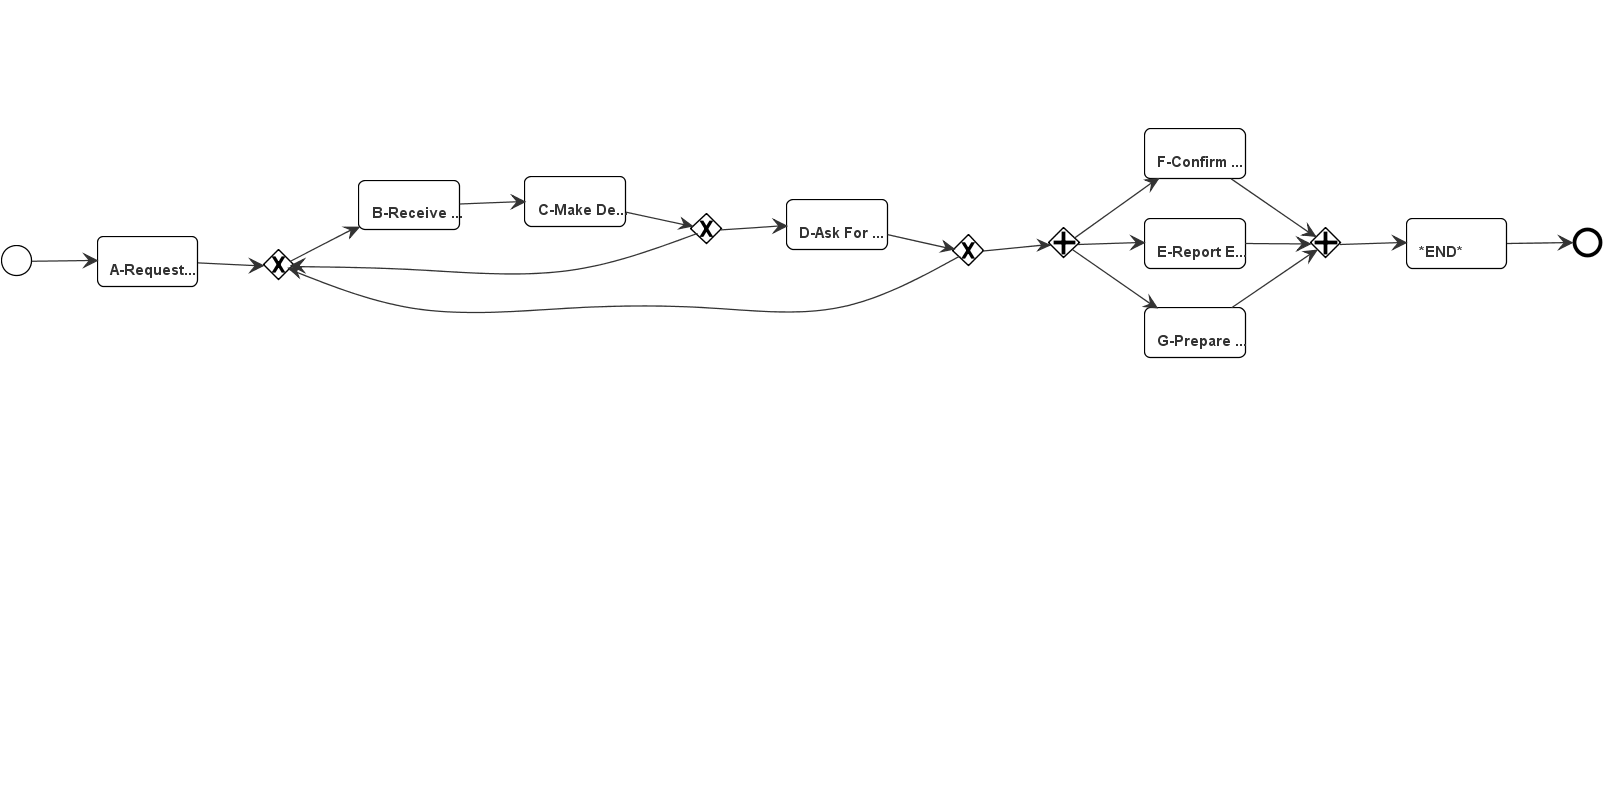 A-Request...
B-Receive ...
C-Make De...
D-Ask For ...
F-Confirm ...
E-Report E...
G-Prepare ...
*END*